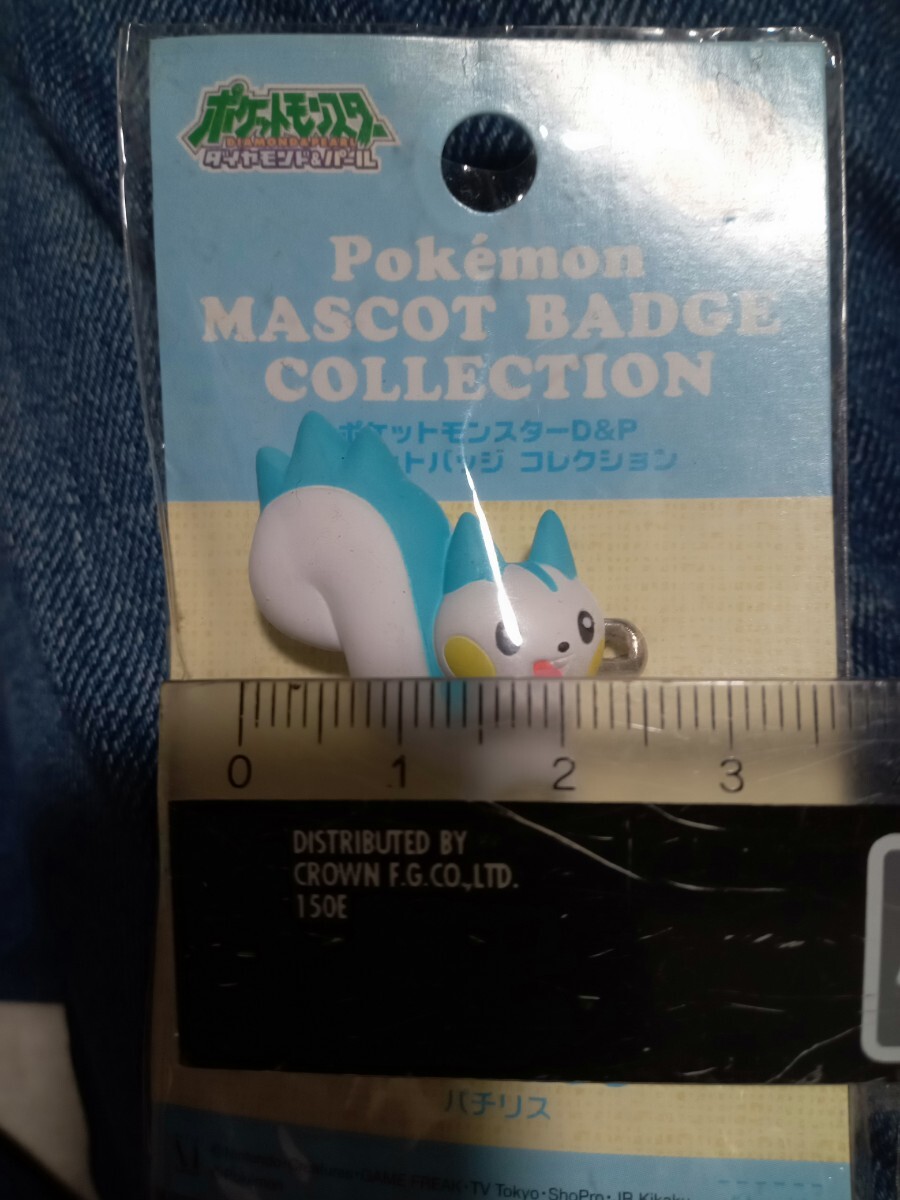 ポケットモンスター
DIAMOND & PEARL
ダイヤモンド&パール
Pokémon
MASCOT BADGE
COLLECTION
ポケットモンスターD&P
ットバッジ コレクション
0 1 2 3
DISTRIBUTED BY
CROWN F.G.CO.,LTD.
150E
パチリス
GAME FREAK・TV Tokyo・ShoPro・JR Kikaku